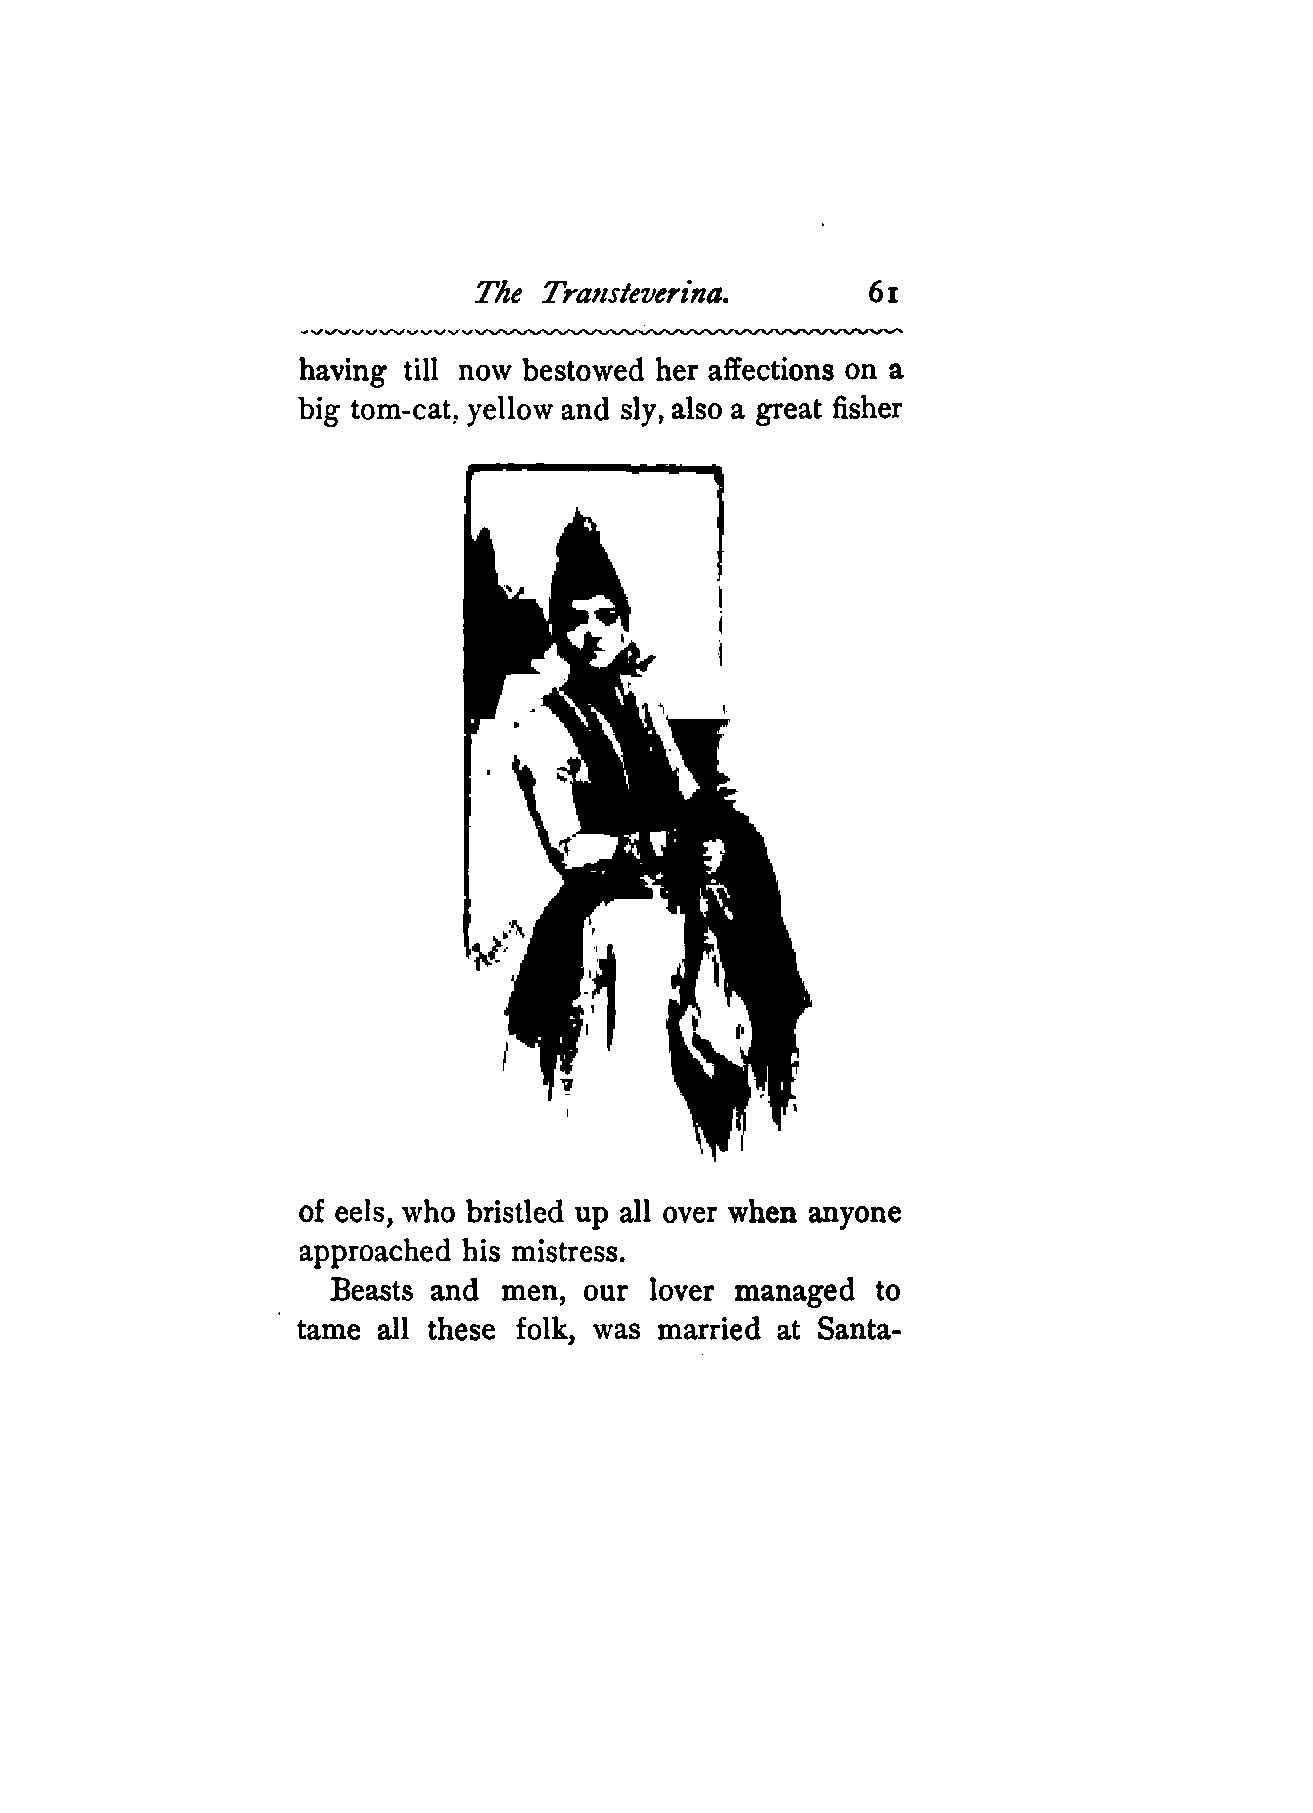 The Transteverina. 61
having till now bestowed her affections on a
big tom-cat, yellow and sly, also a great fisher
of eels, who bristled up all over when anyone
approached his mistress.
Beasts and men, our lover managed to
tame all these folk, was married at Santa-